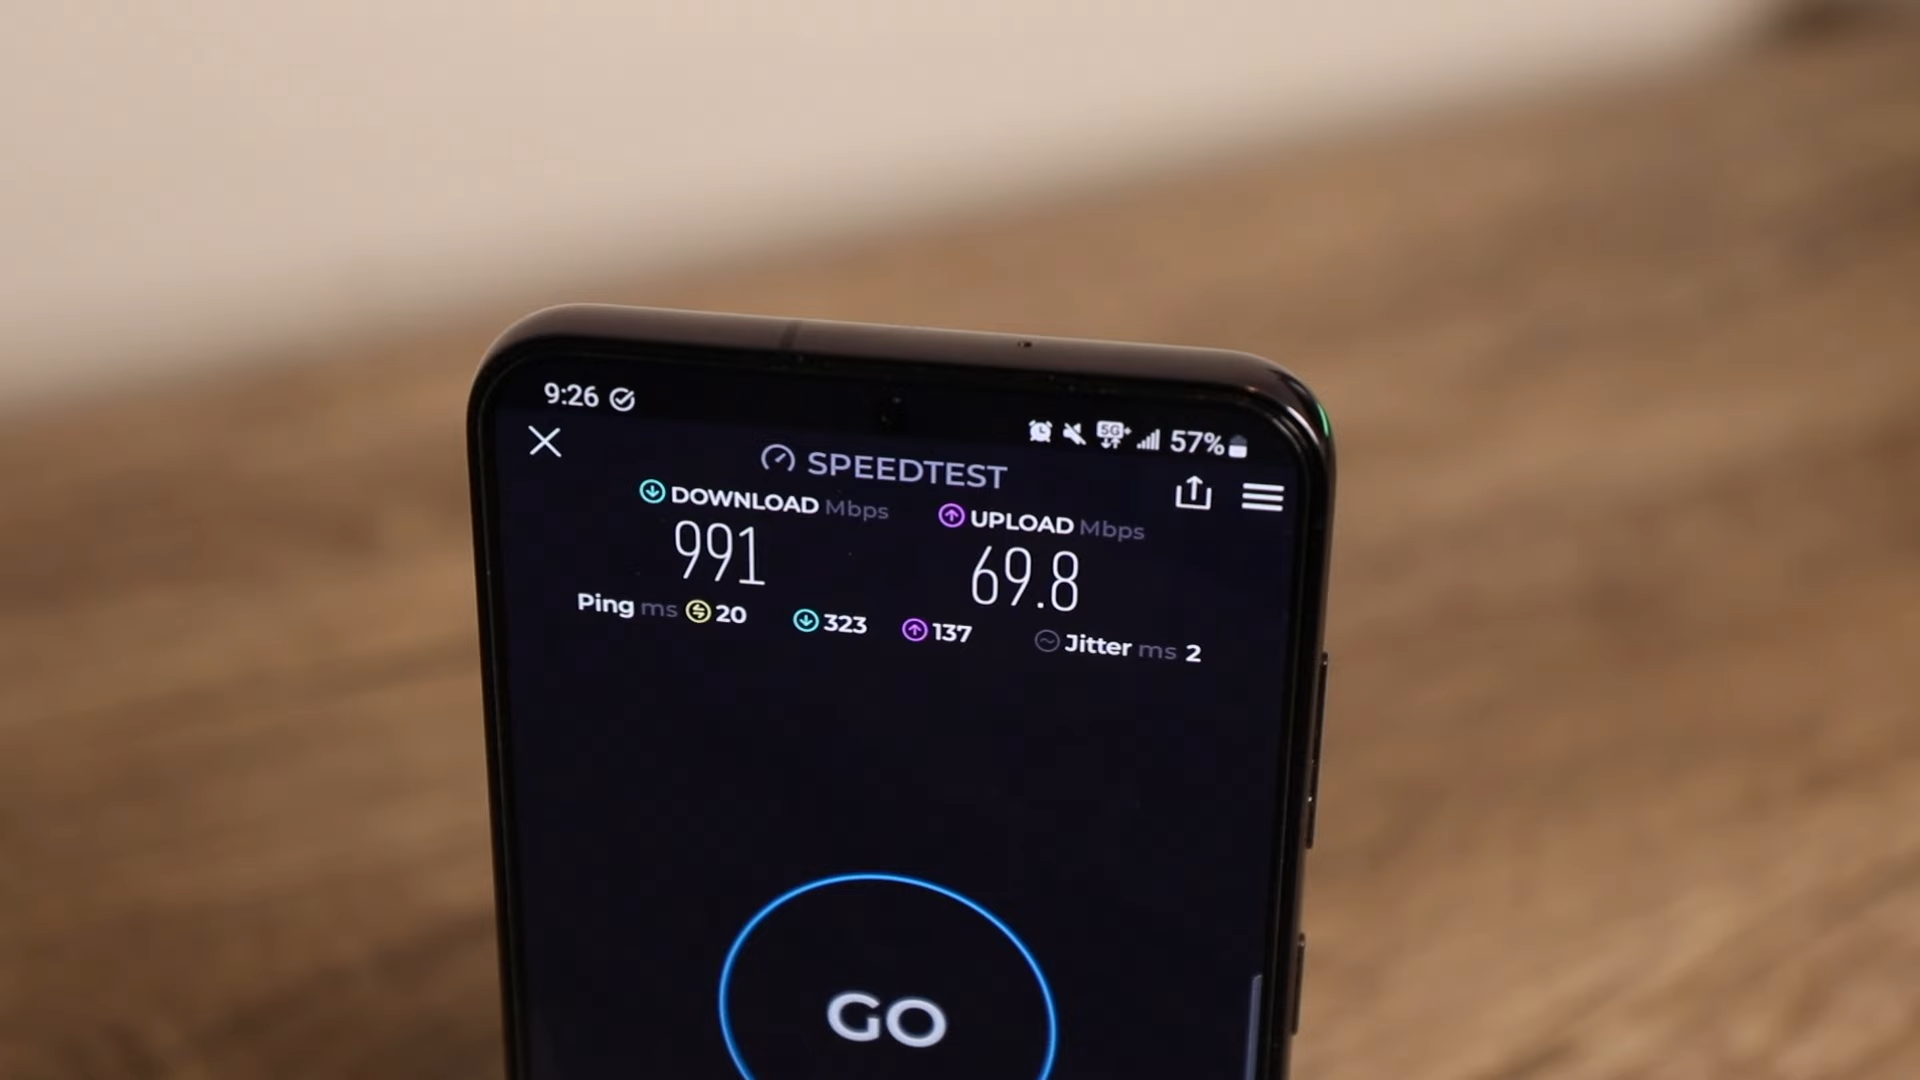 9:26
5G+ 57%
SPEEDTEST
DOWNLOAD Mbps UPLOAD Mbps
991 69.8
Ping ms 20 323 137 Jitter ms 2
GO